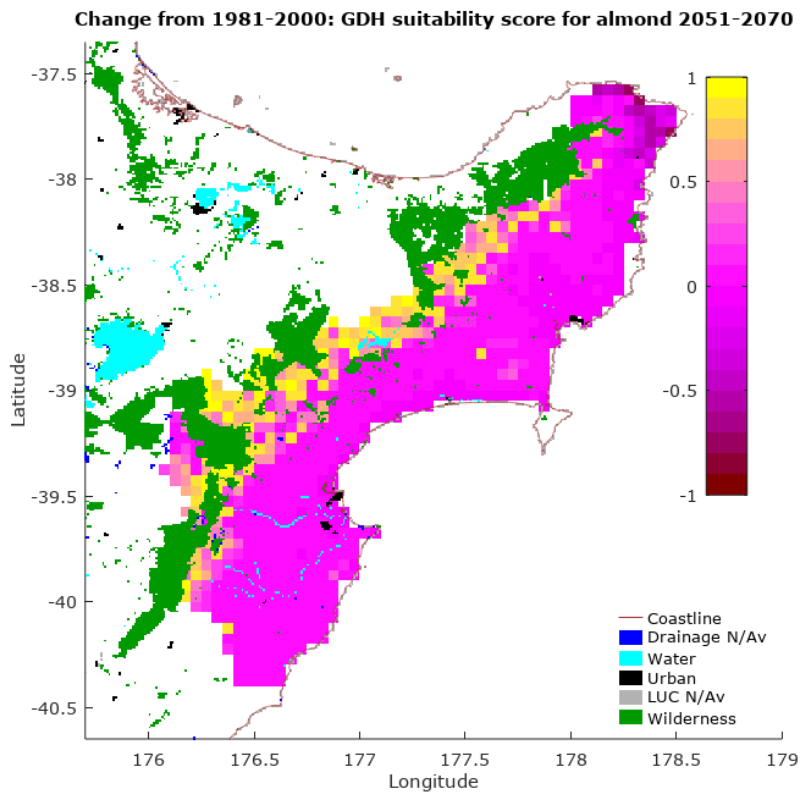 Change from 1981-2000: GDH suitability score for almond 2051-2070
-37.5
-38
-38.5
-39
-39.5
-40
-40.5
Latitude
176
176.5
177
177.5
178
178.5
179
Longitude
1
0.5
0
-0.5
-1
Coastline
Drainage N/Av
Water
Urban
LUC N/Av
Wilderness